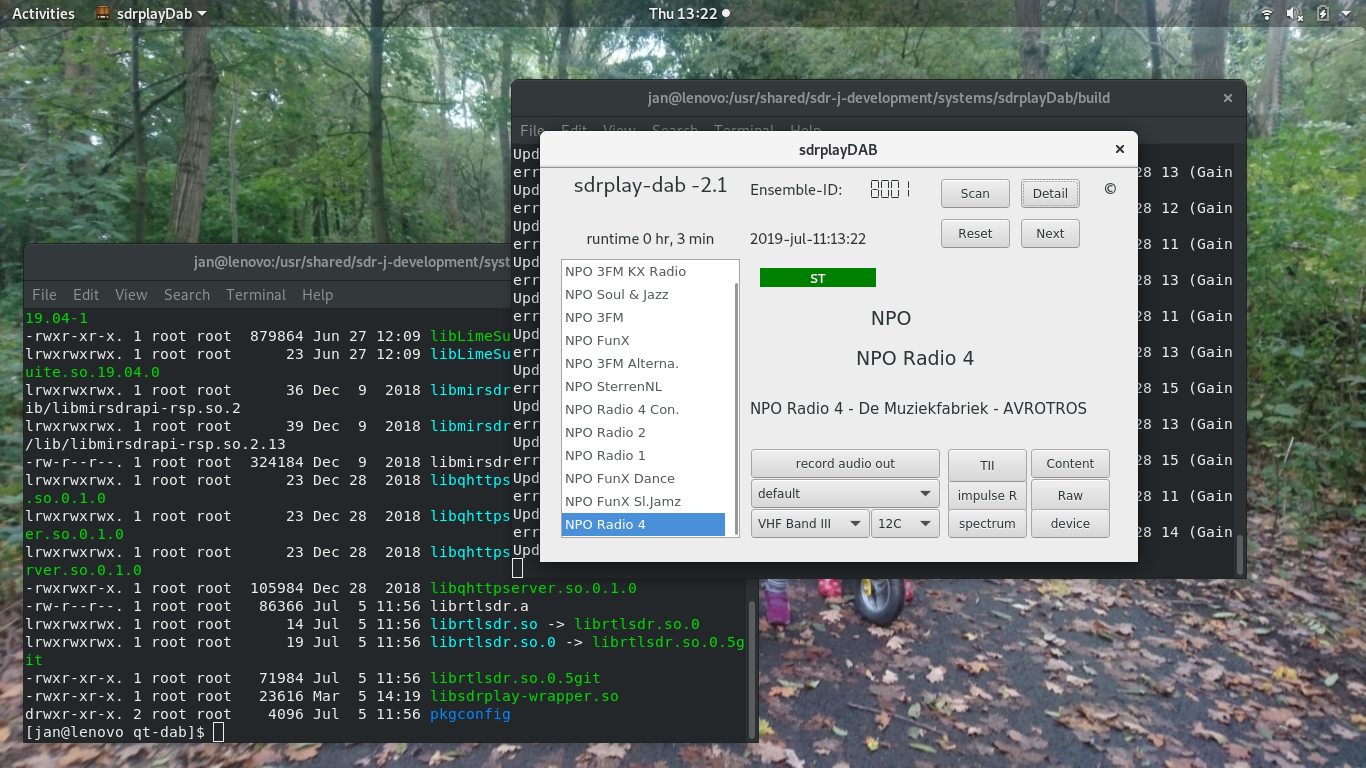 Activities
sdrplayDab
Thu 13:22
jan@lenovo:/usr/shared/sdr-j-development/systems/sdrplayDab/build
File Edit View Search Terminal Help
Upd
err
28 13 (Gain
Upd
err
28 12 (Gain
Upd
err
28 11 (Gain
Upd
err
28 13 (Gain
Upd
err
28 11 (Gain
Upd
err
28 13 (Gain
Upd
err
28 15 (Gain
Upd
err
28 13 (Gain
Upd
err
28 15 (Gain
Upd
err
28 11 (Gain
Upd
err
28 14 (Gain
Upd
sdrplayDAB
sdrplay-dab -2.1
Ensemble-ID:
8001
Scan
Detail
©
runtime 0 hr, 3 min
2019-jul-11:13:22
Reset
Next
NPO 3FM KX Radio
NPO Soul & Jazz
NPO 3FM
NPO FunX
NPO 3FM Alterna.
NPO SterrenNL
NPO Radio 4 Con.
NPO Radio 2
NPO Radio 1
NPO FunX Dance
NPO FunX Sl.Jamz
NPO Radio 4
ST
NPO
NPO Radio 4
NPO Radio 4 - De Muziekfabriek - AVROTROS
record audio out
TII
Content
default
impulse R
Raw
VHF Band III
12C
spectrum
device
jan@lenovo:/usr/shared/sdr-j-development/syst
File Edit View Search Terminal Help
19.04-1
-rwxr-xr-x. 1 root root  879864 Jun 27 12:09 libLimeSu
lrwxrwxrwx. 1 root root      23 Jun 27 12:09 libLimeSu
uite.so.19.04.0
lrwxrwxrwx. 1 root root      36 Dec  9  2018 libmirsdr
ib/libmirsdrapi-rsp.so.2
lrwxrwxrwx. 1 root root      39 Dec  9  2018 libmirsdr
/lib/libmirsdrapi-rsp.so.2.13
-rw-r--r--. 1 root root  324184 Dec  9  2018 libmirsdr
lrwxrwxrwx. 1 root root      23 Dec 28  2018 libqhttps
.so.0.1.0
lrwxrwxrwx. 1 root root      23 Dec 28  2018 libqhttps
er.so.0.1.0
lrwxrwxrwx. 1 root root      23 Dec 28  2018 libqhttps
rver.so.0.1.0
-rwxr-xr-x. 1 root root  105984 Dec 28  2018 libqhttpserver.so.0.1.0
-rw-r--r--. 1 root root   86366 Jul  5 11:56 librtlsdr.a
lrwxrwxrwx. 1 root root      14 Jul  5 11:56 librtlsdr.so -> librtlsdr.so.0
lrwxrwxrwx. 1 root root      19 Jul  5 11:56 librtlsdr.so.0 -> librtlsdr.so.0.5g
it
-rwxr-xr-x. 1 root root   71984 Jul  5 11:56 librtlsdr.so.0.5git
-rwxr-xr-x. 1 root root   23616 Mar  5 14:19 libsdrplay-wrapper.so
drwxr-xr-x. 2 root root    4096 Jul  5 11:56 pkgconfig
[jan@lenovo qt-dab]$